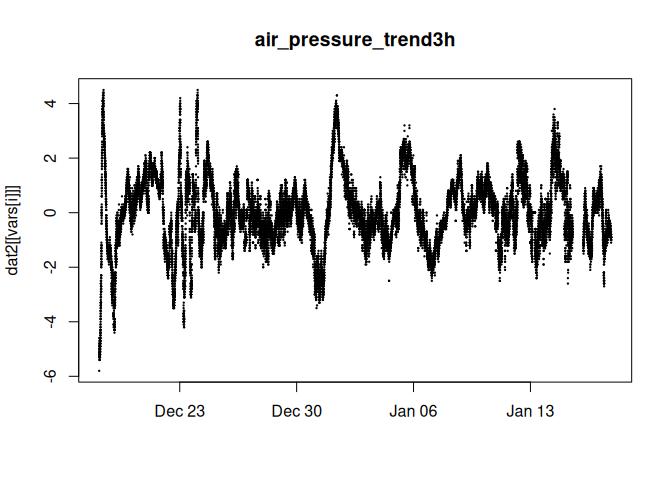 air_pressure_trend3h
dat2[[vars[i]]]
4
2
0
-2
-4
-6
Dec 23
Dec 30
Jan 06
Jan 13